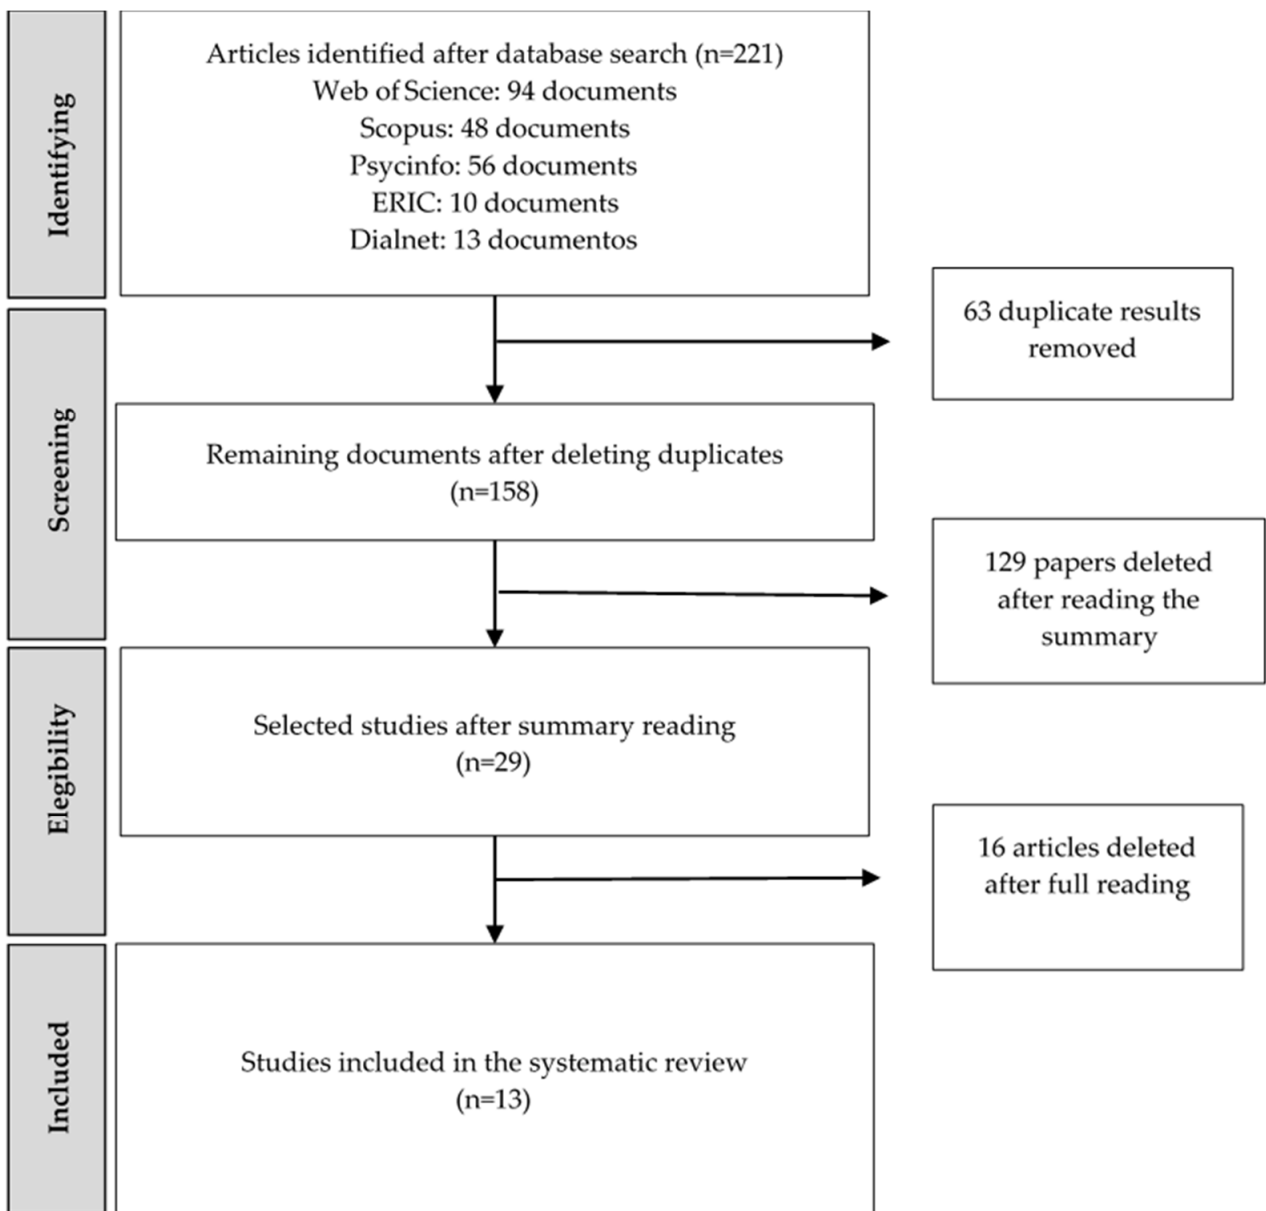 Identifying
Articles identified after database search (n=221)
Web of Science: 94 documents
Scopus: 48 documents
Psycinfo: 56 documents
ERIC: 10 documents
Dialnet: 13 documentos
63 duplicate results
removed
Screening
Remaining documents after deleting duplicates
(n=158)
129 papers deleted
after reading the
summary
Elegibility
Selected studies after summary reading
(n=29)
16 articles deleted
after full reading
Included
Studies included in the systematic review
(n=13)